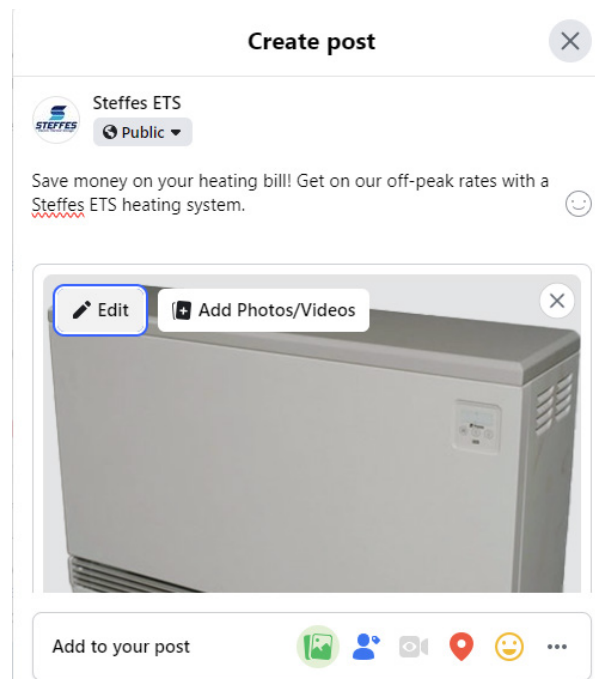 Create post
STEFFES
Steffes ETS
Public
Save money on your heating bill! Get on our off-peak rates with a
Steffes ETS heating system.
Edit
Add Photos/Videos
Add to your post